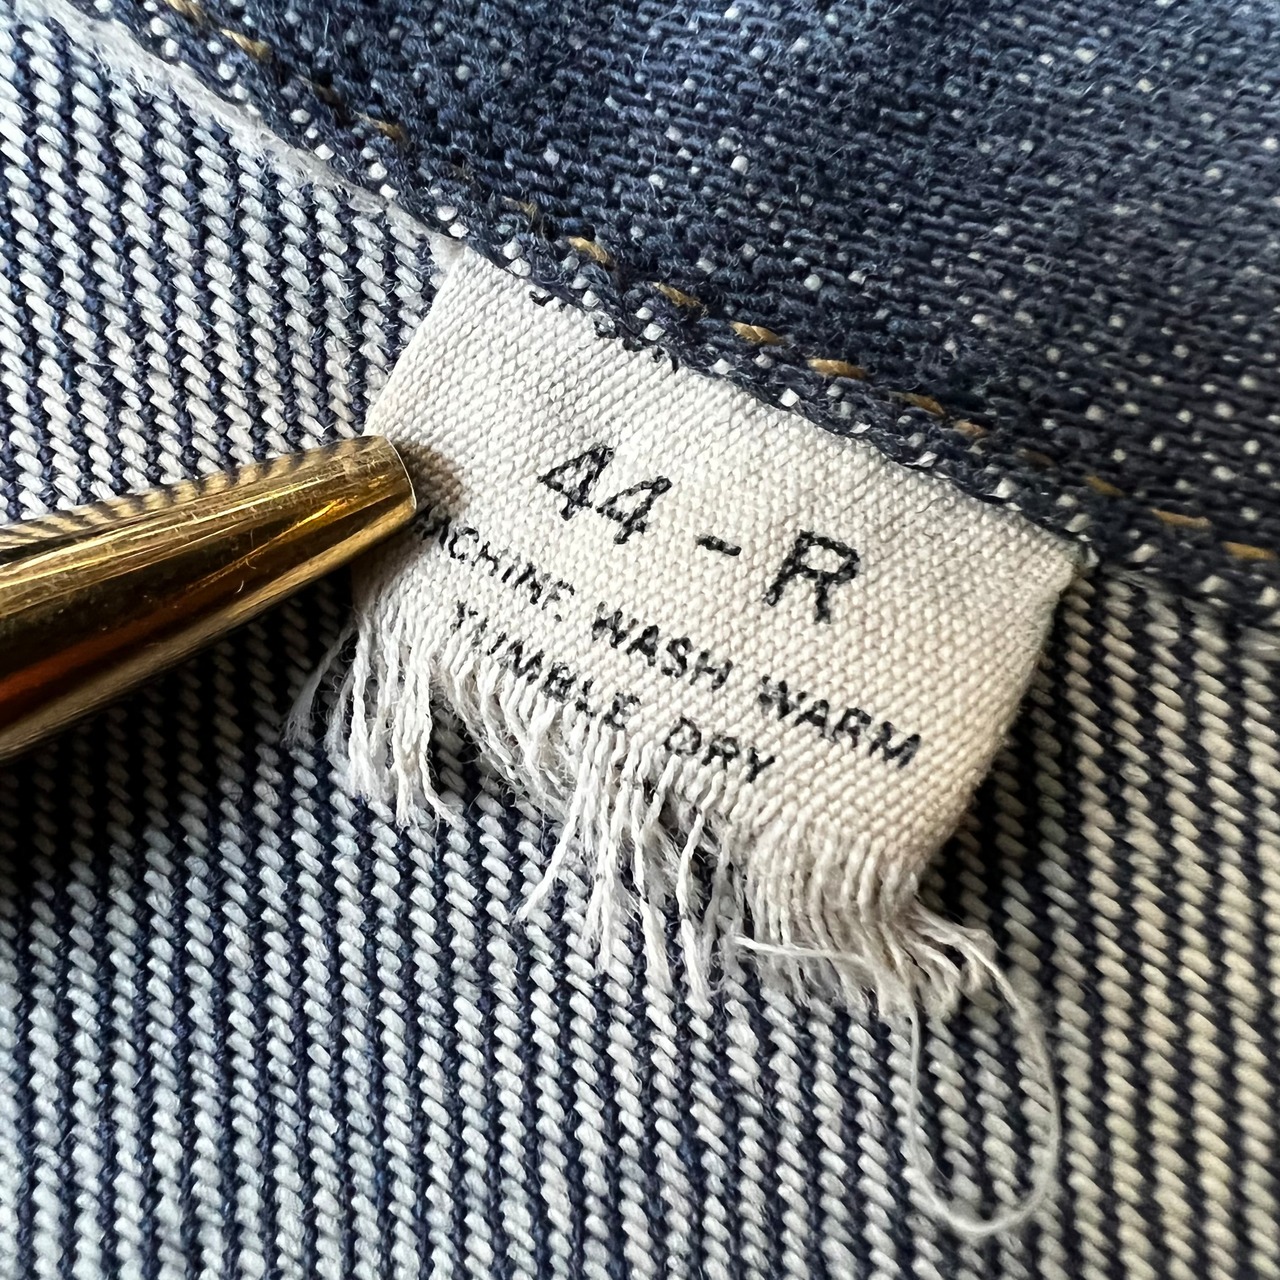 44-R
MACHINE WASH WARM
TUMBLE DRY